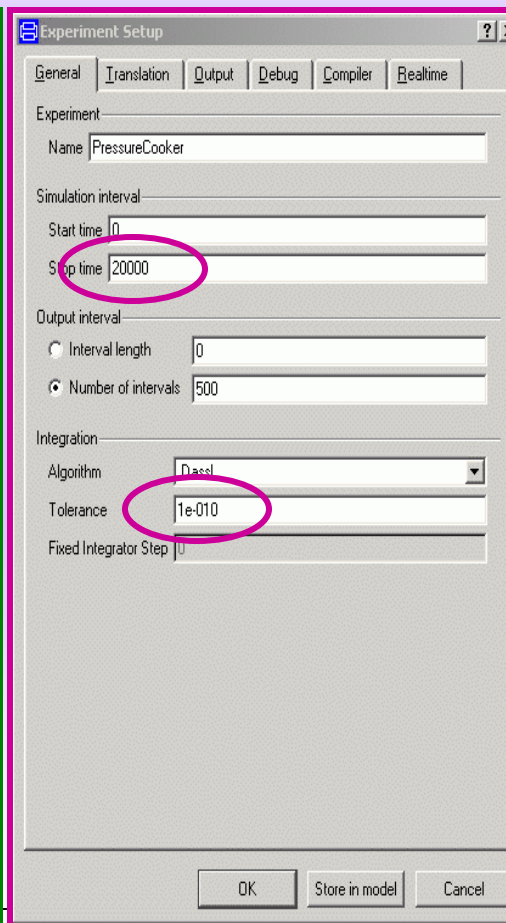 Experiment Setup
General Translation Output Debug Compiler Realtime
Experiment
Name PressureCooker
Simulation interval
Start time 0
Stop time 20000
Output interval
Interval length 0
Number of intervals 500
Integration
Algorithm Dassl
Tolerance 1e-010
Fixed Integrator Step 0
OK Store in model Cancel